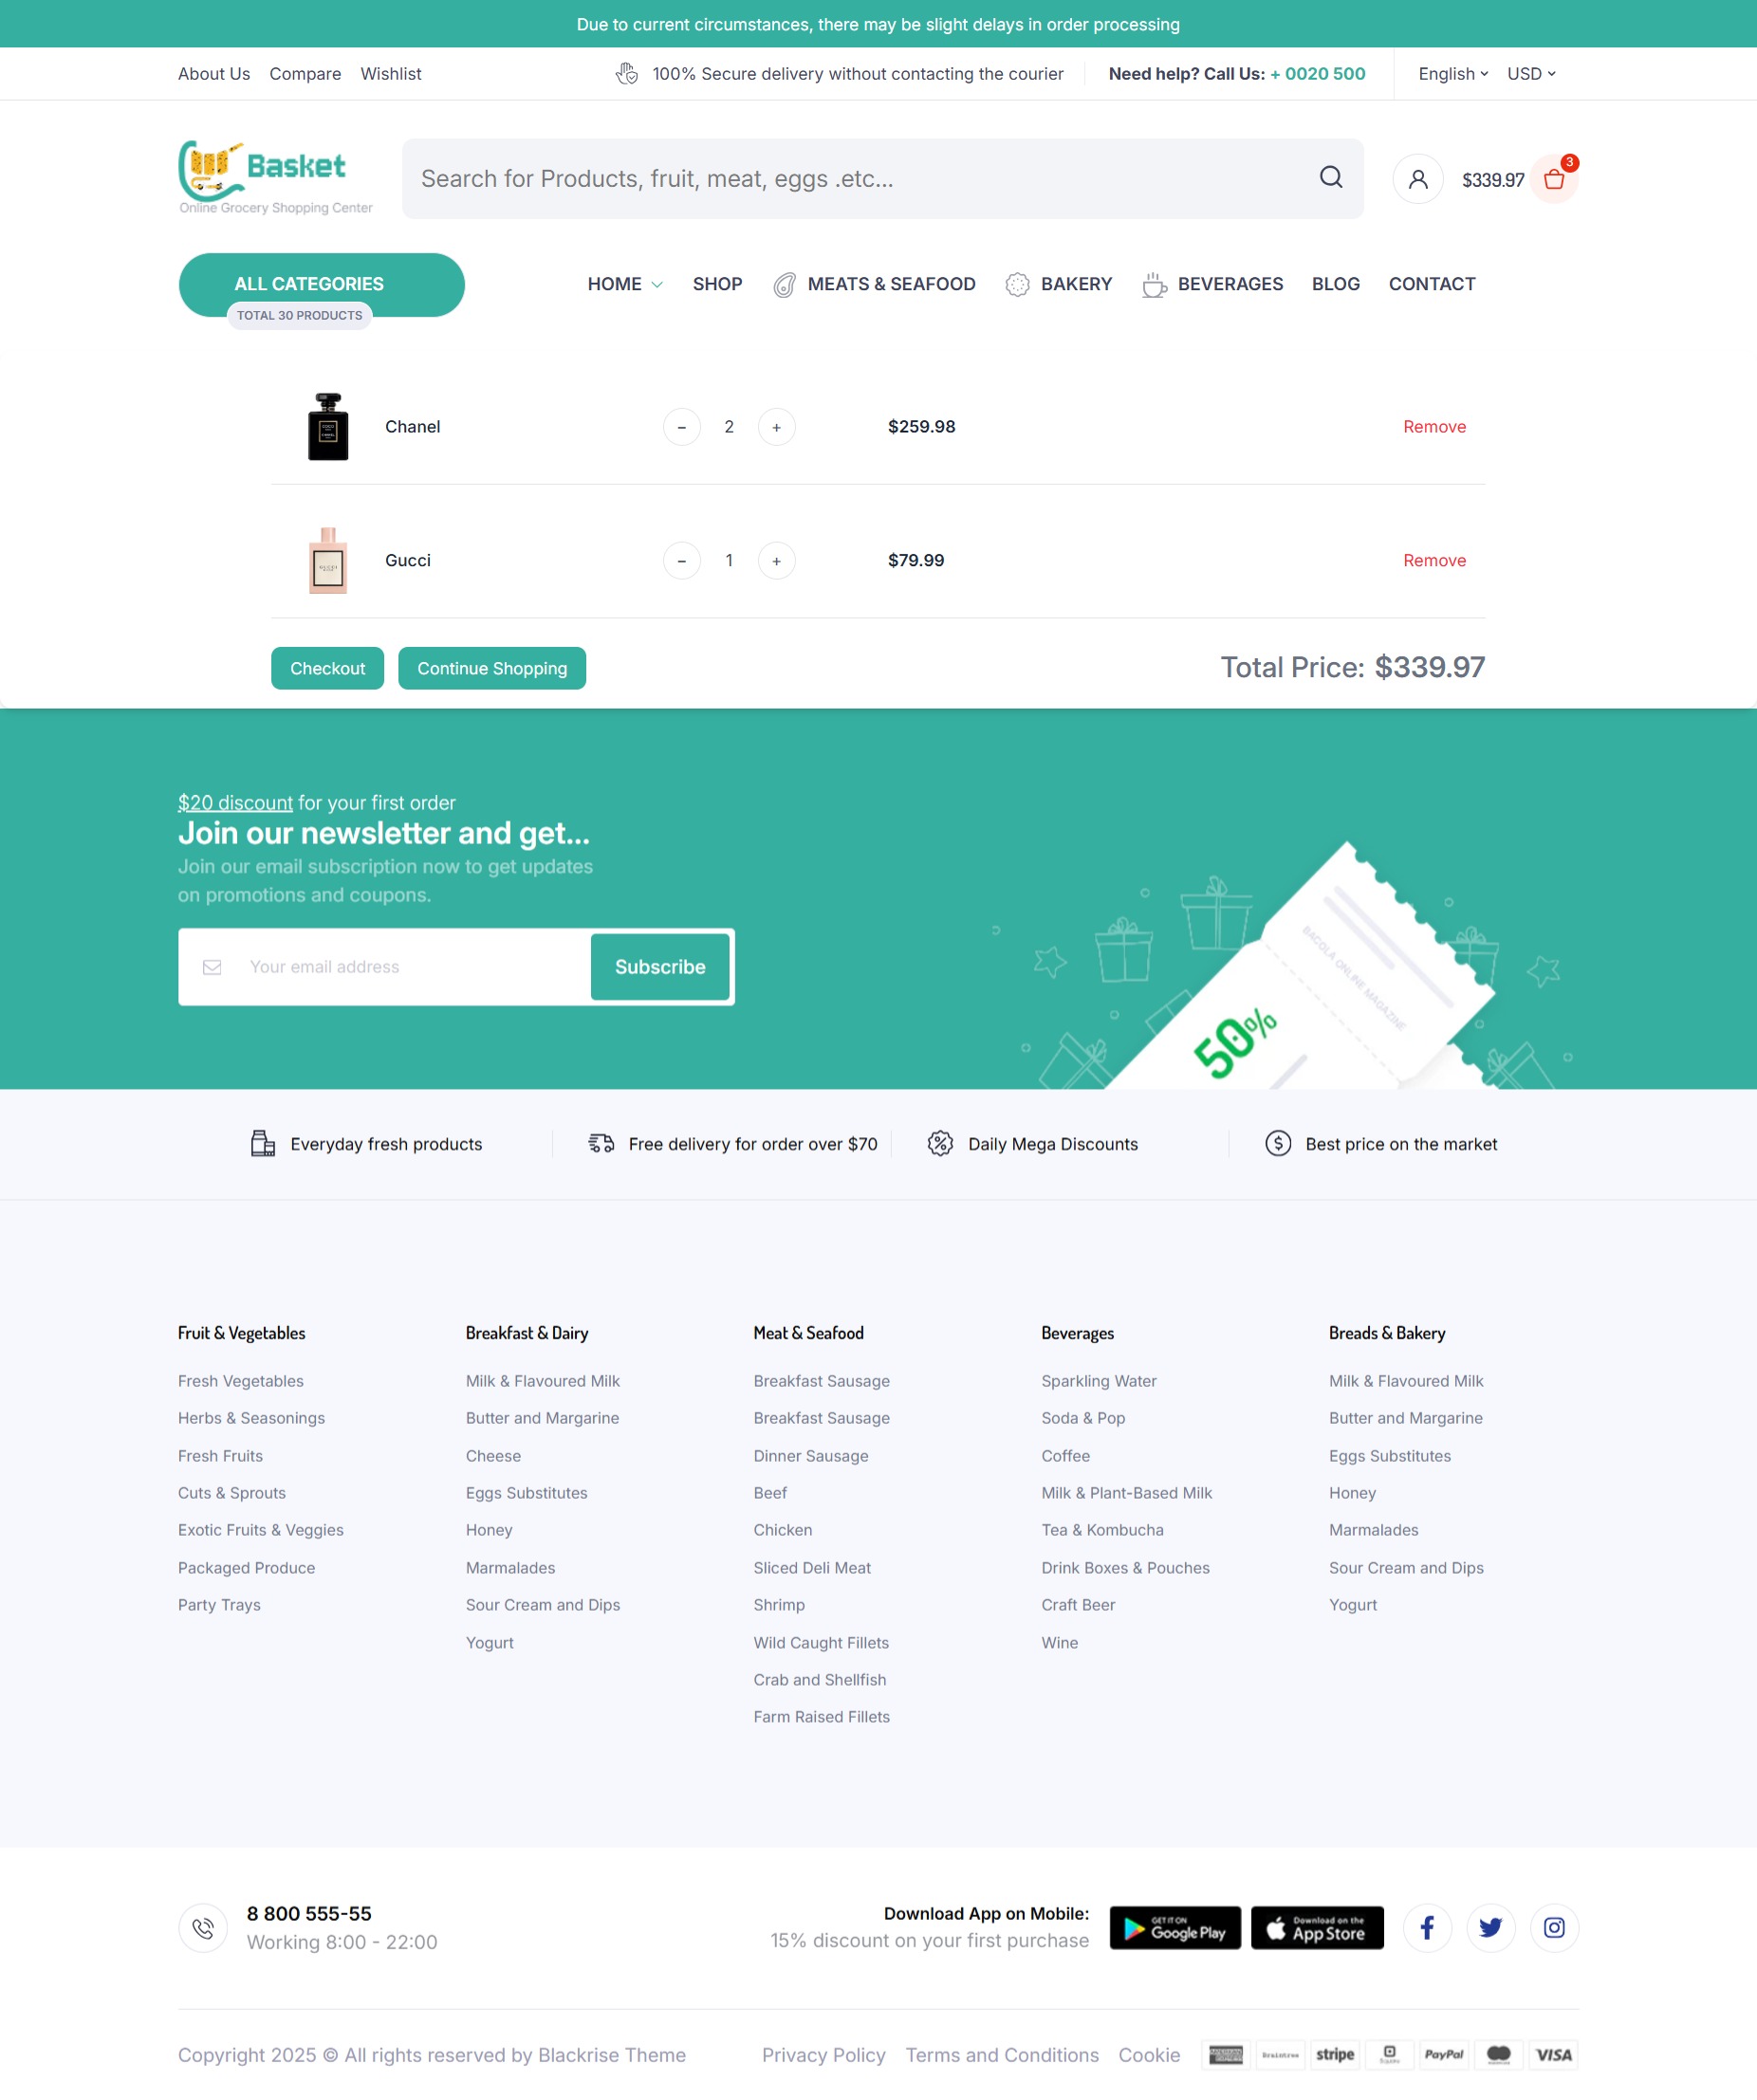 Due to current circumstances, there may be slight delays in order processing
About Us Compare Wishlist 100% Secure delivery without contacting the courier Need help? Call Us: + 0020 500 English USD
Basket
Online Grocery Shopping Center
Search for Products, fruit, meat, eggs .etc...
$339.97
3
ALL CATEGORIES
TOTAL 30 PRODUCTS
HOME SHOP MEATS & SEAFOOD BAKERY BEVERAGES BLOG CONTACT
COCO
CHANEL
Chanel - 2 + $259.98 Remove
GUCCI
Gucci - 1 + $79.99 Remove
Checkout Continue Shopping Total Price: $339.97
$20 discount for your first order
Join our newsletter and get...
Join our email subscription now to get updates
on promotions and coupons.
Your email address Subscribe
BACOLA ONLINE MAGAZINE
50%
Everyday fresh products Free delivery for order over $70 Daily Mega Discounts Best price on the market
Fruit & Vegetables
Fresh Vegetables
Herbs & Seasonings
Fresh Fruits
Cuts & Sprouts
Exotic Fruits & Veggies
Packaged Produce
Party Trays
Breakfast & Dairy
Milk & Flavoured Milk
Butter and Margarine
Cheese
Eggs Substitutes
Honey
Marmalades
Sour Cream and Dips
Yogurt
Meat & Seafood
Breakfast Sausage
Breakfast Sausage
Dinner Sausage
Beef
Chicken
Sliced Deli Meat
Shrimp
Wild Caught Fillets
Crab and Shellfish
Farm Raised Fillets
Beverages
Sparkling Water
Soda & Pop
Coffee
Milk & Plant-Based Milk
Tea & Kombucha
Drink Boxes & Pouches
Craft Beer
Wine
Breads & Bakery
Milk & Flavoured Milk
Butter and Margarine
Eggs Substitutes
Honey
Marmalades
Sour Cream and Dips
Yogurt
8 800 555-55
Working 8:00 - 22:00
Download App on Mobile:
15% discount on your first purchase
GET IT ON
Google Play
Download on the
App Store
Copyright 2025 © All rights reserved by Blackrise Theme
Privacy Policy Terms and Conditions Cookie
Braintree stripe Square PayPal VISA